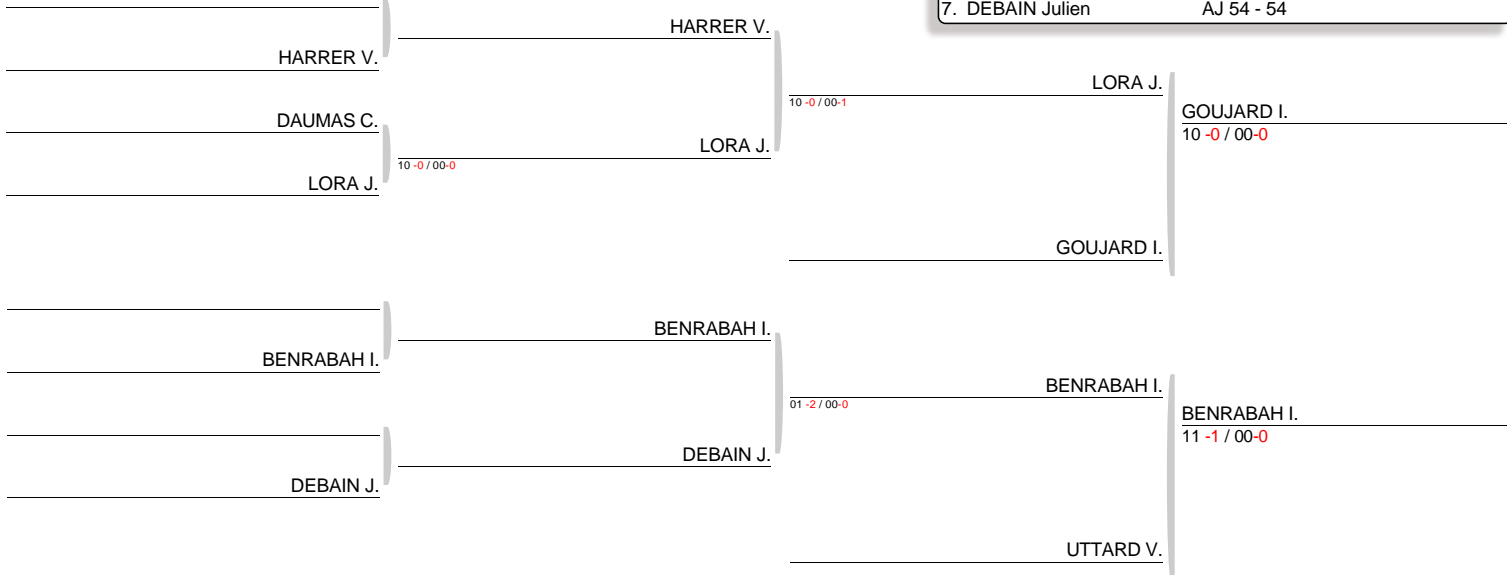 7. DEBAIN Julien AJ 54 - 54
HARRER V.
HARRER V.
LORA J.
10 -0 / 00-1
GOUJARD I.
10 -0 / 00-0
DAUMAS C.
LORA J.
10 -0 / 00-0
LORA J.
GOUJARD I.
BENRABAH I.
BENRABAH I.
BENRABAH I.
01 -2 / 00-0
BENRABAH I.
11 -1 / 00-0
DEBAIN J.
DEBAIN J.
UTTARD V.